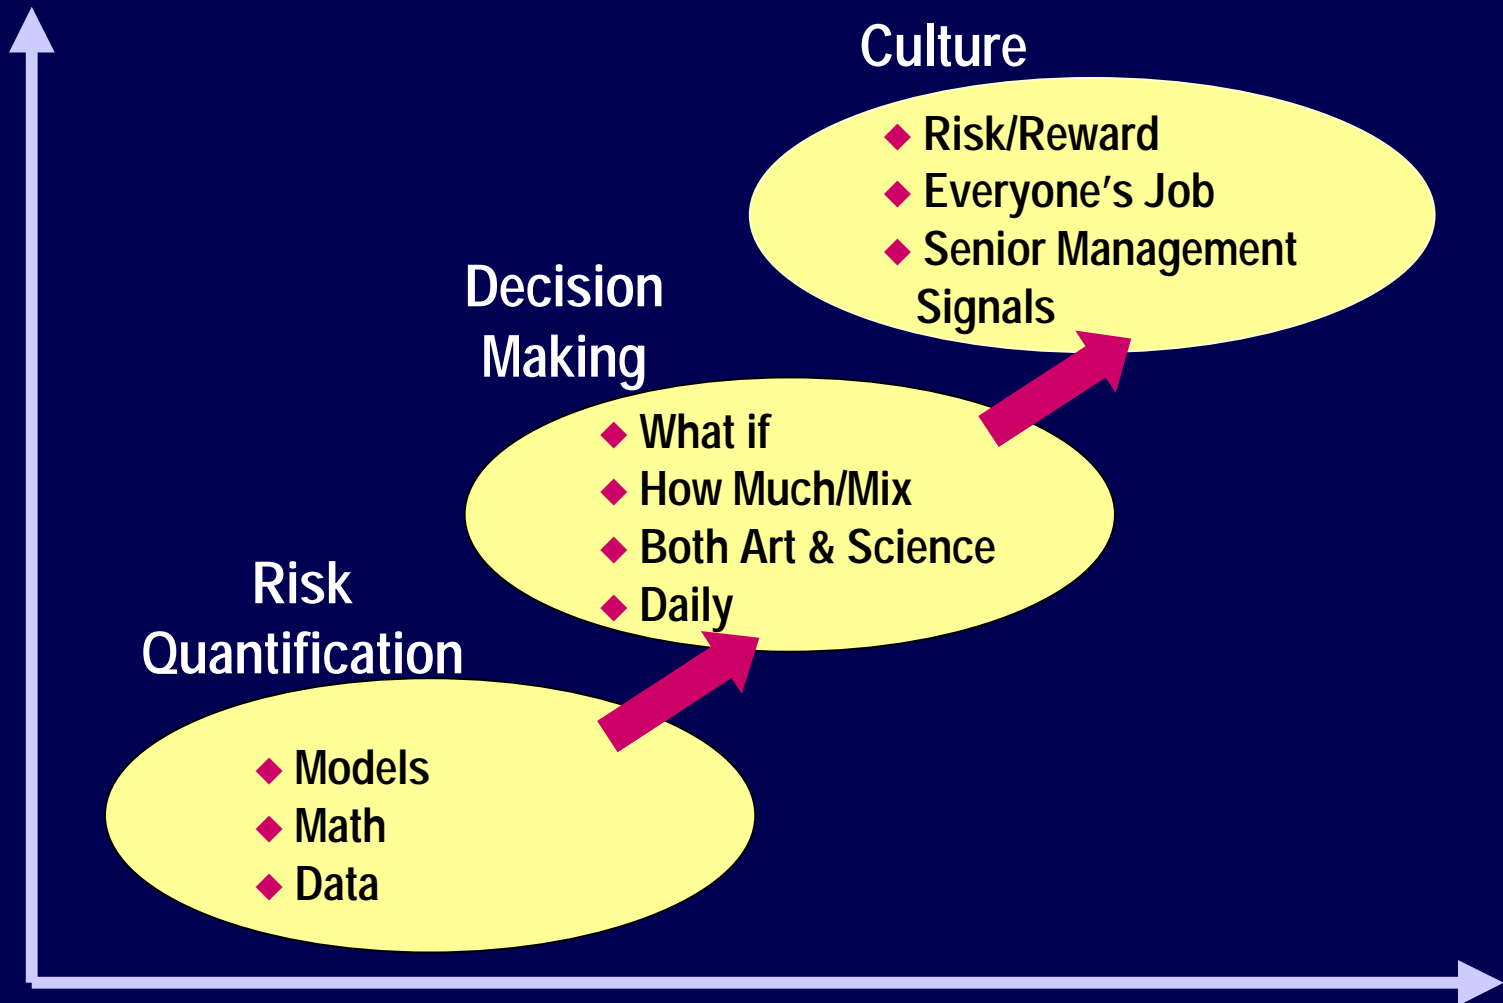 Culture
◆ Risk/Reward
◆ Everyone's Job
◆ Senior Management
Signals
Decision
Making
◆ What if
◆ How Much/Mix
◆ Both Art & Science
◆ Daily
Risk
Quantification
◆ Models
◆ Math
◆ Data